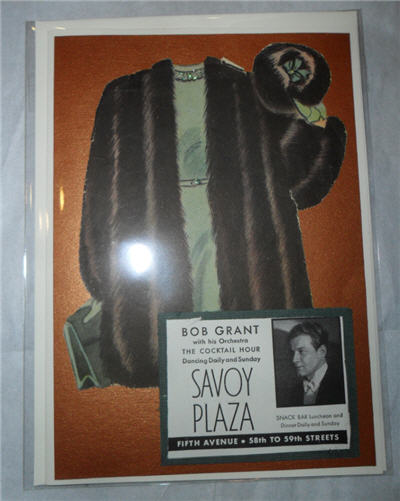 BOB GRANT
with his Orchestra
THE COCKTAIL HOUR
Dancing Daily and Sunday
SAVOY
PLAZA
SNACK BAR Luncheon and
Dinner Daily and Sunday
FIFTH AVENUE • 58th TO 59th STREETS